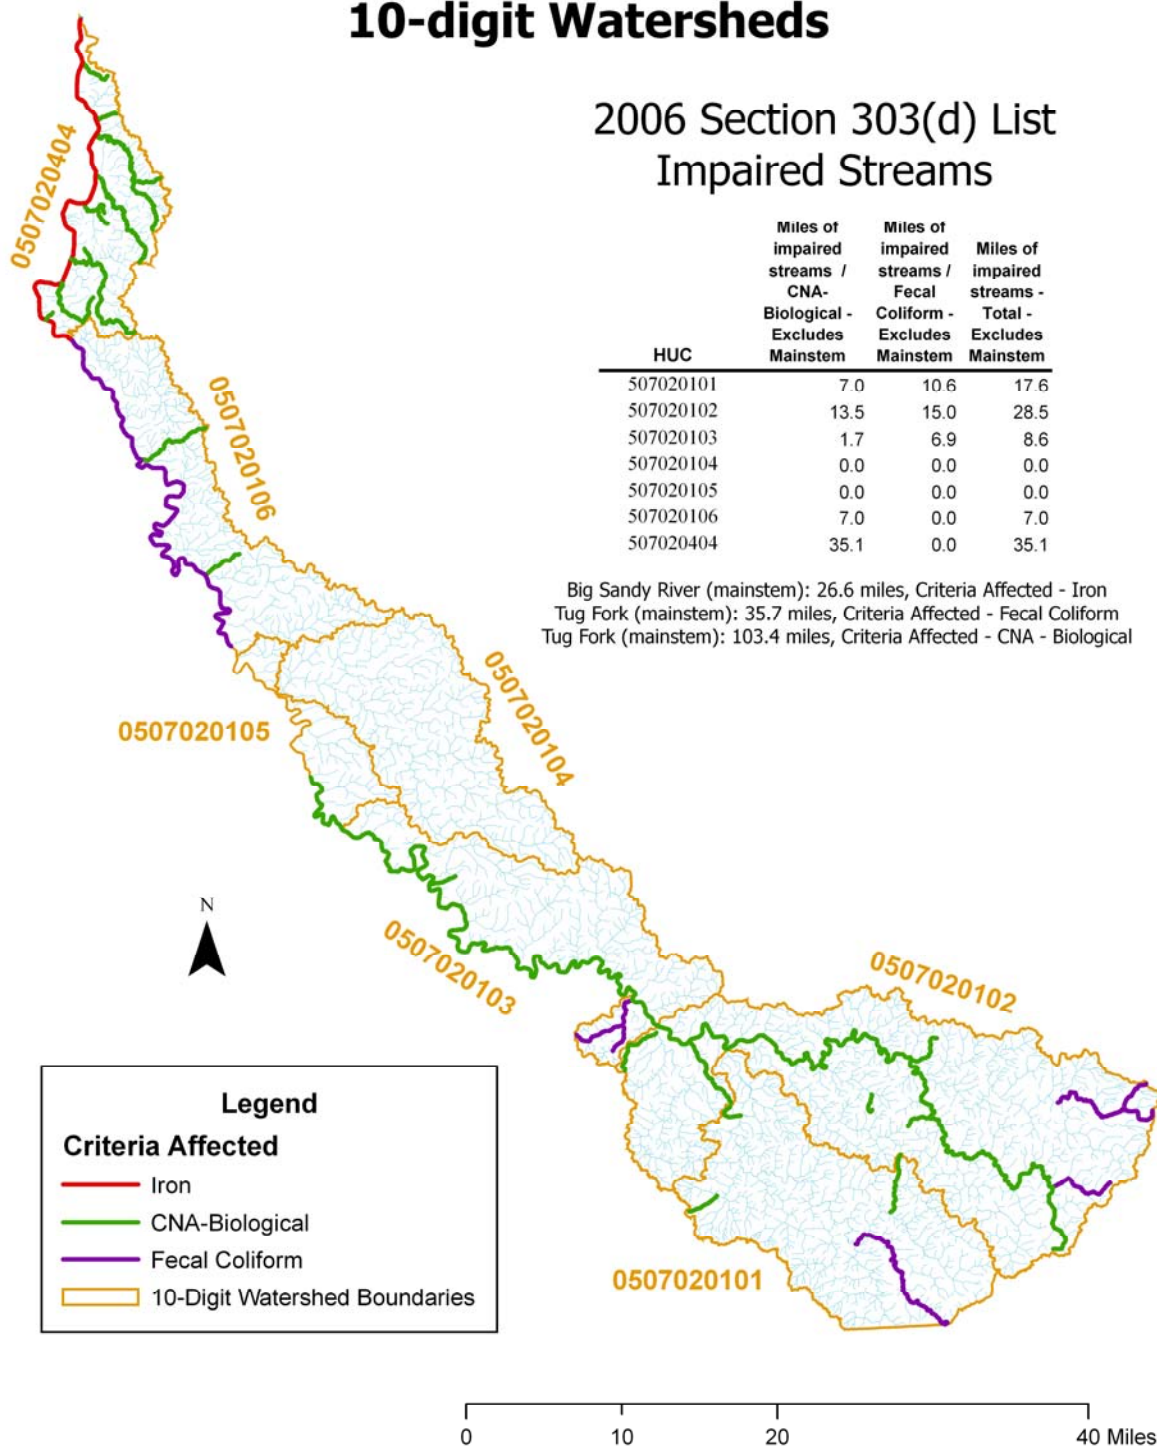 10-digit Watersheds
2006 Section 303(d) List
Impaired Streams
HUC
Miles of
impaired
streams /
CNA-
Biological -
Excludes
Mainstem
Miles of
impaired
streams /
Fecal
Coliform -
Excludes
Mainstem
Miles of
impaired
streams -
Total -
Excludes
Mainstem
507020101 7.0 10.6 17.6
507020102 13.5 15.0 28.5
507020103 1.7 6.9 8.6
507020104 0.0 0.0 0.0
507020105 0.0 0.0 0.0
507020106 7.0 0.0 7.0
507020404 35.1 0.0 35.1
Big Sandy River (mainstem): 26.6 miles, Criteria Affected - Iron
Tug Fork (mainstem): 35.7 miles, Criteria Affected - Fecal Coliform
Tug Fork (mainstem): 103.4 miles, Criteria Affected - CNA - Biological
0507020404
0507020106
0507020104
0507020105
0507020103
0507020102
0507020101
N
Legend
Criteria Affected
Iron
CNA-Biological
Fecal Coliform
10-Digit Watershed Boundaries
0 10 20 40 Miles